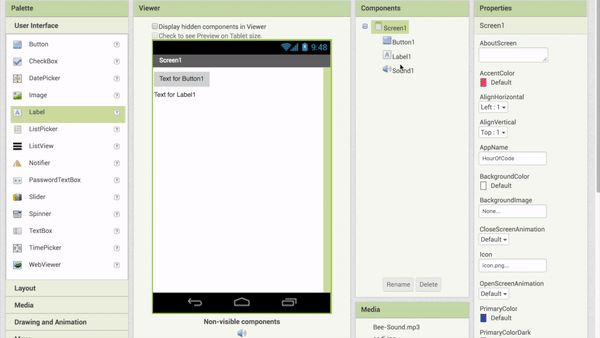 Palette
User Interface
Button
CheckBox
DatePicker
Image
Label
ListPicker
ListView
Notifier
PasswordTextBox
Slider
Spinner
TextBox
TimePicker
WebViewer
Layout
Media
Drawing and Animation
Viewer
Display hidden components in Viewer
Check to see Preview on Tablet size.
9:48
Screen1
Text for Button1
Text for Label1
Non-visible components
Components
Screen1
Button1
Label1
Sound1
Rename
Delete
Media
Bee-Sound.mp3
Properties
Screen1
AboutScreen
AccentColor
Default
AlignHorizontal
Left : 1
AlignVertical
Top : 1
AppName
HourOfCode
BackgroundColor
Default
BackgroundImage
None...
CloseScreenAnimation
Default
Icon
icon.png...
OpenScreenAnimation
Default
PrimaryColor
Default
PrimaryColorDark